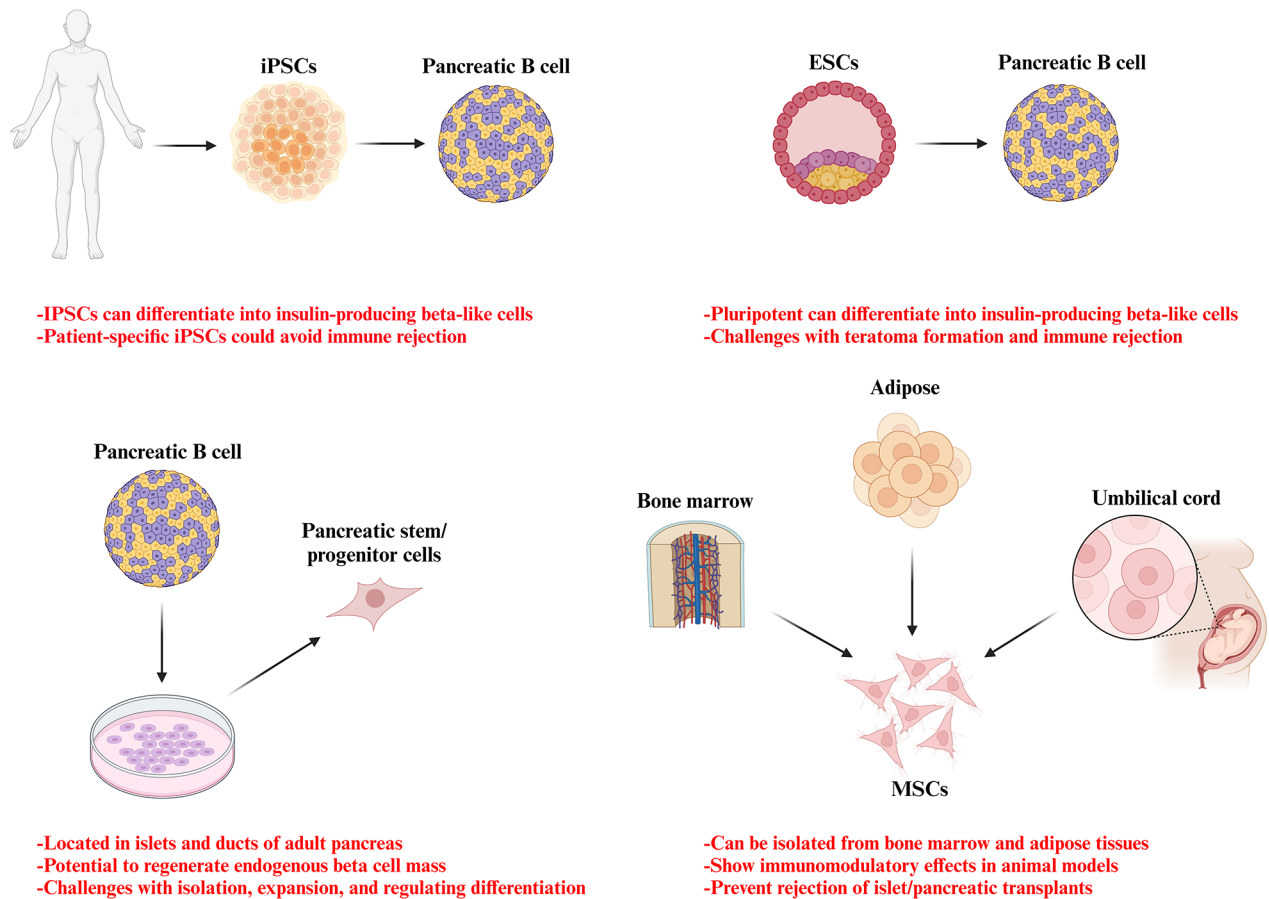 iPSCs
Pancreatic B cell
-IPSCs can differentiate into insulin-producing beta-like cells
-Patient-specific iPSCs could avoid immune rejection
ESCs
Pancreatic B cell
-Pluripotent can differentiate into insulin-producing beta-like cells
-Challenges with teratoma formation and immune rejection
Pancreatic B cell
Pancreatic stem/
progenitor cells
-Located in islets and ducts of adult pancreas
-Potential to regenerate endogenous beta cell mass
-Challenges with isolation, expansion, and regulating differentiation
Adipose
Bone marrow
Umbilical cord
MSCs
-Can be isolated from bone marrow and adipose tissues
-Show immunomodulatory effects in animal models
-Prevent rejection of islet/pancreatic transplants